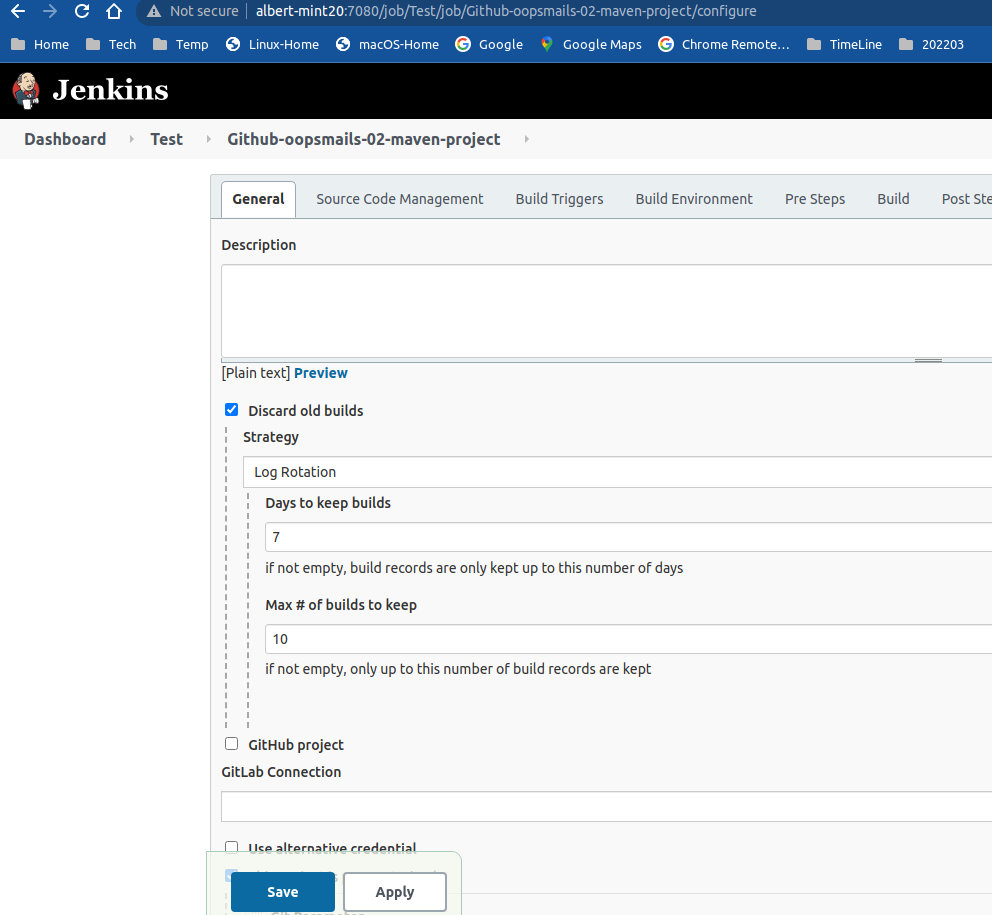 Not secure albert-mint20:7080/job/Test/job/Github-oopsmails-02-maven-project/configure
Home Tech Temp Linux-Home macOS-Home Google Google Maps Chrome Remote... TimeLine 202203
Jenkins
Dashboard Test Github-oopsmails-02-maven-project
General Source Code Management Build Triggers Build Environment Pre Steps Build Post Ste
Description
[Plain text] Preview
Discard old builds
Strategy
Log Rotation
Days to keep builds
7
if not empty, build records are only kept up to this number of days
Max # of builds to keep
10
if not empty, only up to this number of build records are kept
GitHub project
GitLab Connection
Use alternative credential
Save Apply